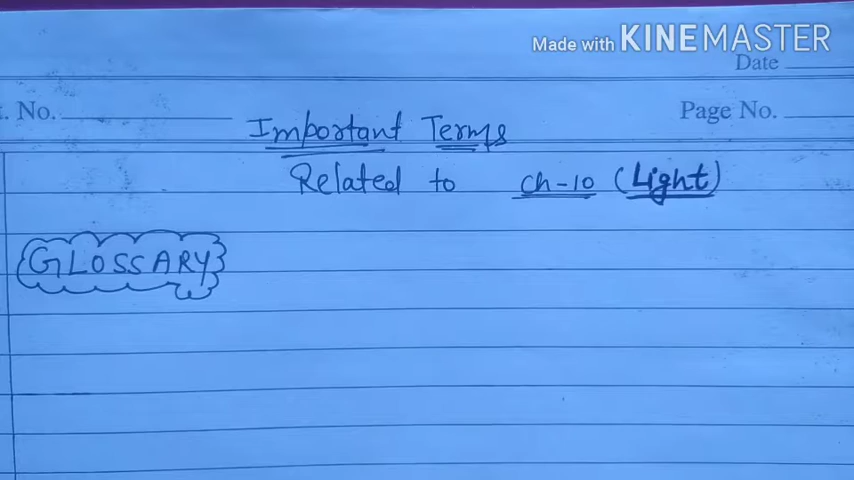 Made with KINEMASTER
Date
. No.
Page No.
Important Terms
Related to Ch-10 (Light)
GLOSSARY